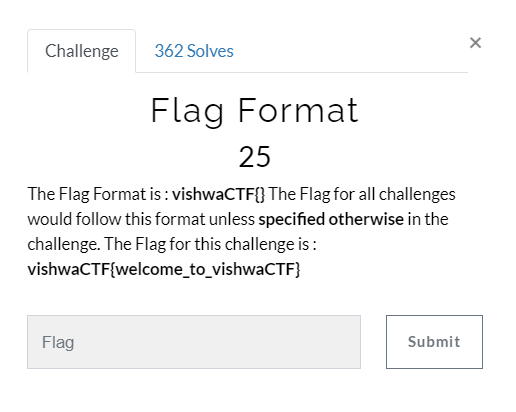 Challenge
362 Solves
×
Flag Format
25
The Flag Format is : vishwaCTF{} The Flag for all challenges
would follow this format unless specified otherwise in the
challenge. The Flag for this challenge is :
vishwaCTF{welcome_to_vishwaCTF}
Flag
Submit